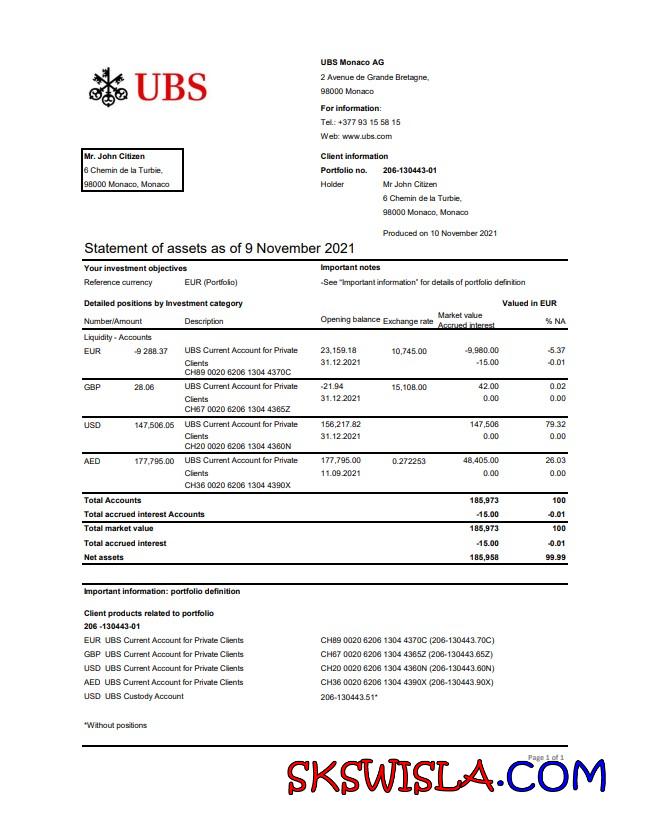 UBS
UBS Monaco AG
2 Avenue de Grande Bretagne,
98000 Monaco
For information:
Tel.: +377 93 15 58 15
Web: www.ubs.com
Mr. John Citizen
6 Chemin de la Turbie,
98000 Monaco, Monaco
Client information
Portfolio no. 206-130443-01
Holder Mr John Citizen
6 Chemin de la Turbie,
98000 Monaco, Monaco
Produced on 10 November 2021
Statement of assets as of 9 November 2021
Your investment objectives Important notes
Reference currency EUR (Portfolio) -See “Important information” for details of portfolio definition
Detailed positions by Investment category Valued in EUR
Number/Amount Description Opening balance Exchange rate Market value % NA
Accrued interest
Liquidity - Accounts
EUR -9 288.37 UBS Current Account for Private 23,159.18 10,745.00 -9,980.00 -5.37
Clients 31.12.2021 -15.00 -0.01
CH89 0020 6206 1304 4370C
GBP 28.06 UBS Current Account for Private -21.94 15,108.00 42.00 0.02
Clients 31.12.2021 0.00 0.00
CH67 0020 6206 1304 4365Z
USD 147,506.05 UBS Current Account for Private 156,217.82 147,506 79.32
Clients 31.12.2021 0.00 0.00
CH20 0020 6206 1304 4360N
AED 177,795.00 UBS Current Account for Private 177,795.00 0.272253 48,405.00 26.03
Clients 11.09.2021 0.00 0.00
CH36 0020 6206 1304 4390X
Total Accounts 185,973 100
Total accrued interest Accounts -15.00 -0.01
Total market value 185,973 100
Total accrued interest -15.00 -0.01
Net assets 185,958 99.99
Important information: portfolio definition
Client products related to portfolio
206 -130443-01
EUR UBS Current Account for Private Clients CH89 0020 6206 1304 4370C (206-130443.70C)
GBP UBS Current Account for Private Clients CH67 0020 6206 1304 4365Z (206-130443.65Z)
USD UBS Current Account for Private Clients CH20 0020 6206 1304 4360N (206-130443.60N)
AED UBS Current Account for Private Clients CH36 0020 6206 1304 4390X (206-130443.90X)
USD UBS Custody Account 206-130443.51*
*Without positions
Page 1 of 1
SKSWISLA.COM